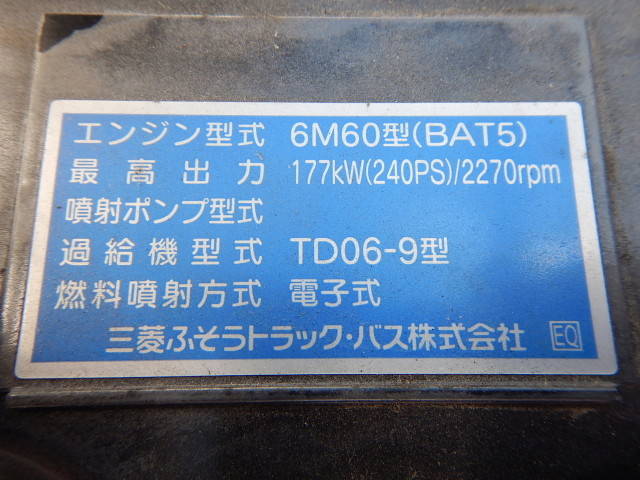 エンジン型式 6M60型(BAT5)
最高出力 177kW(240PS)/2270rpm
噴射ポンプ型式
過給機型式 TD06-9型
燃料噴射方式 電子式
三菱ふそうトラック・バス株式会社 EQ